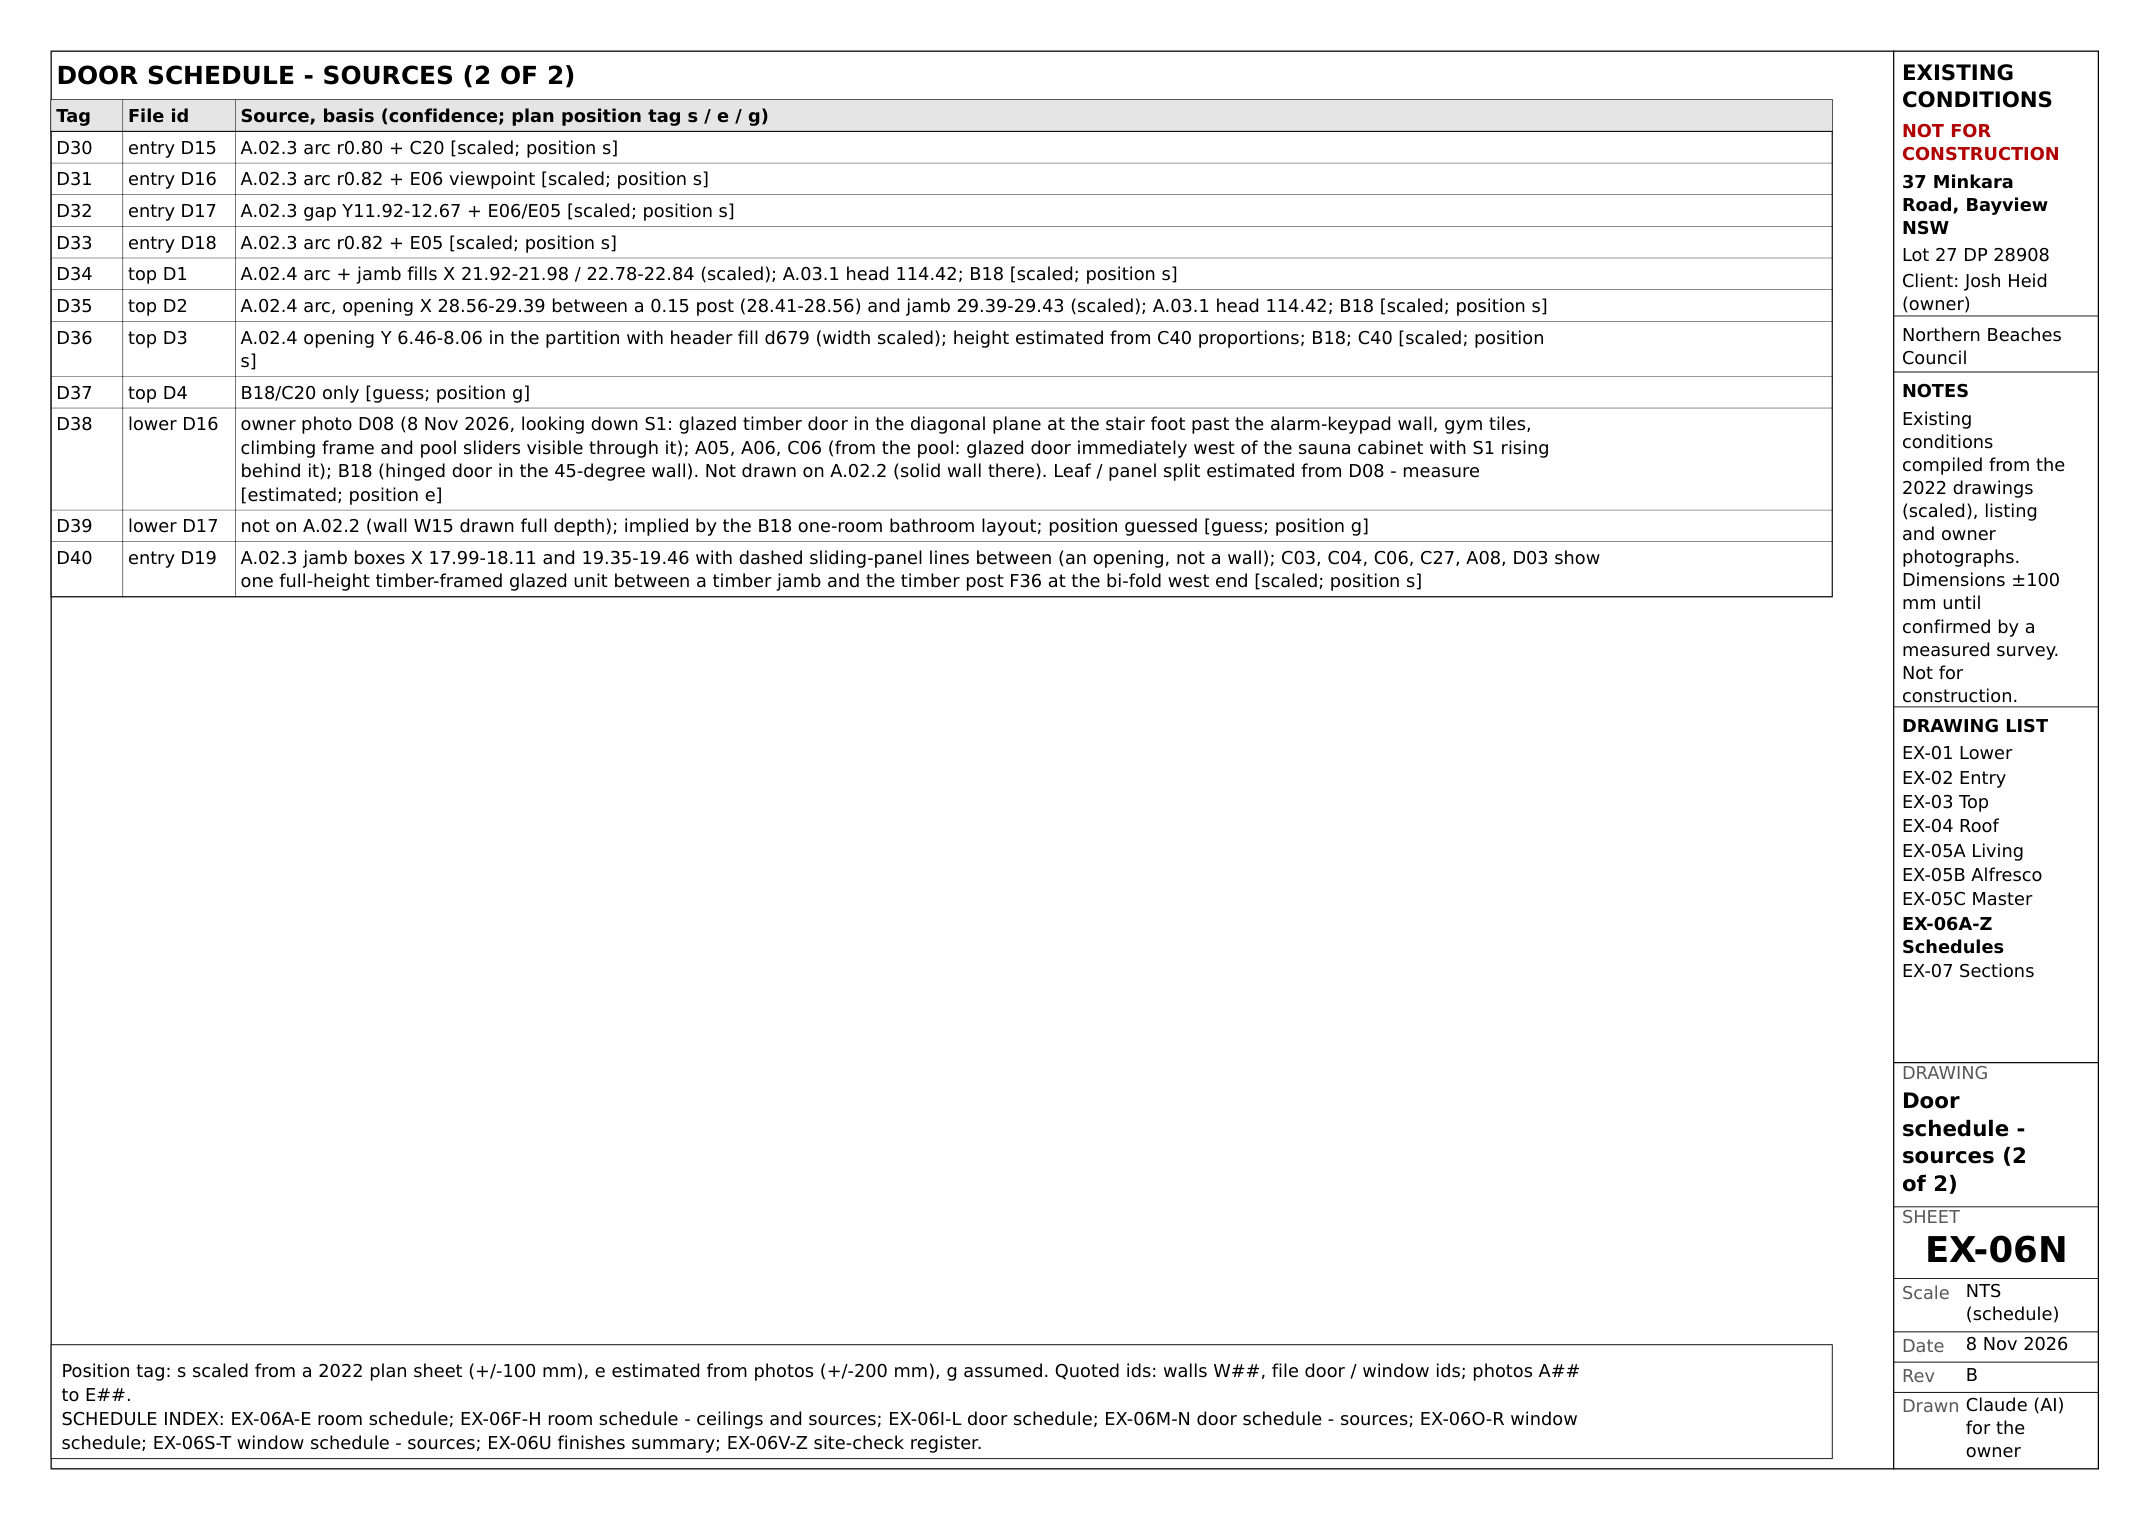 DOOR SCHEDULE - SOURCES (2 OF 2)
Tag File id Source, basis (confidence; plan position tag s / e / g)
D30 entry D15 A.02.3 arc r0.80 + C20 [scaled; position s]
D31 entry D16 A.02.3 arc r0.82 + E06 viewpoint [scaled; position s]
D32 entry D17 A.02.3 gap Y11.92-12.67 + E06/E05 [scaled; position s]
D33 entry D18 A.02.3 arc r0.82 + E05 [scaled; position s]
D34 top D1 A.02.4 arc + jamb fills X 21.92-21.98 / 22.78-22.84 (scaled); A.03.1 head 114.42; B18 [scaled; position s]
D35 top D2 A.02.4 arc, opening X 28.56-29.39 between a 0.15 post (28.41-28.56) and jamb 29.39-29.43 (scaled); A.03.1 head 114.42; B18 [scaled; position s]
D36 top D3 A.02.4 opening Y 6.46-8.06 in the partition with header fill d679 (width scaled); height estimated from C40 proportions; B18; C40 [scaled; position
s]
D37 top D4 B18/C20 only [guess; position g]
D38 lower D16 owner photo D08 (8 Nov 2026, looking down S1: glazed timber door in the diagonal plane at the stair foot past the alarm-keypad wall, gym tiles,
climbing frame and pool sliders visible through it); A05, A06, C06 (from the pool: glazed door immediately west of the sauna cabinet with S1 rising
behind it); B18 (hinged door in the 45-degree wall). Not drawn on A.02.2 (solid wall there). Leaf / panel split estimated from D08 - measure
[estimated; position e]
D39 lower D17 not on A.02.2 (wall W15 drawn full depth); implied by the B18 one-room bathroom layout; position guessed [guess; position g]
D40 entry D19 A.02.3 jamb boxes X 17.99-18.11 and 19.35-19.46 with dashed sliding-panel lines between (an opening, not a wall); C03, C04, C06, C27, A08, D03 show
one full-height timber-framed glazed unit between a timber jamb and the timber post F36 at the bi-fold west end [scaled; position s]
Position tag: s scaled from a 2022 plan sheet (+/-100 mm), e estimated from photos (+/-200 mm), g assumed. Quoted ids: walls W##, file door / window ids; photos A##
to E##.
SCHEDULE INDEX: EX-06A-E room schedule; EX-06F-H room schedule - ceilings and sources; EX-06I-L door schedule; EX-06M-N door schedule - sources; EX-06O-R window
schedule; EX-06S-T window schedule - sources; EX-06U finishes summary; EX-06V-Z site-check register.
EXISTING
CONDITIONS
NOT FOR
CONSTRUCTION
37 Minkara
Road, Bayview
NSW
Lot 27 DP 28908
Client: Josh Heid
(owner)
Northern Beaches
Council
NOTES
Existing
conditions
compiled from the
2022 drawings
(scaled), listing
and owner
photographs.
Dimensions ±100
mm until
confirmed by a
measured survey.
Not for
construction.
DRAWING LIST
EX-01 Lower
EX-02 Entry
EX-03 Top
EX-04 Roof
EX-05A Living
EX-05B Alfresco
EX-05C Master
EX-06A-Z
Schedules
EX-07 Sections
DRAWING
Door
schedule -
sources (2
of 2)
SHEET
EX-06N
Scale NTS
(schedule)
Date 8 Nov 2026
Rev B
Drawn Claude (AI)
for the
owner